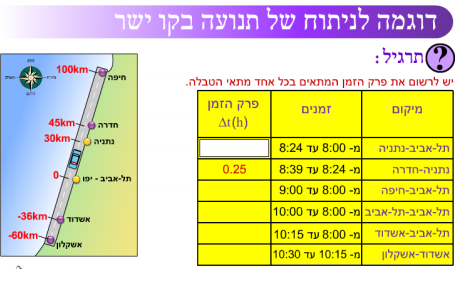 דוגמה לניתוח של תנועה בקו ישר
? תרגיל:
יש לרשום את פרק הזמן המתאים בכל אחד מתאי הטבלה.
מיקום זמנים פרק הזמן Δt(h)
תל-אביב-נתניה מ- 8:00 עד 8:24
נתניה-חדרה מ- 8:24 עד 8:39 0.25
תל-אביב-חיפה מ- 8:00 עד 9:00
תל-אביב-תל-אביב מ- 8:00 עד 10:00
תל-אביב-אשדוד מ- 8:00 עד 10:15
אשדוד-אשקלון מ- 10:15 עד 10:30
100km חיפה
45km חדרה
30km נתניה
0 תל-אביב - יפו
-36km אשדוד
-60km אשקלון